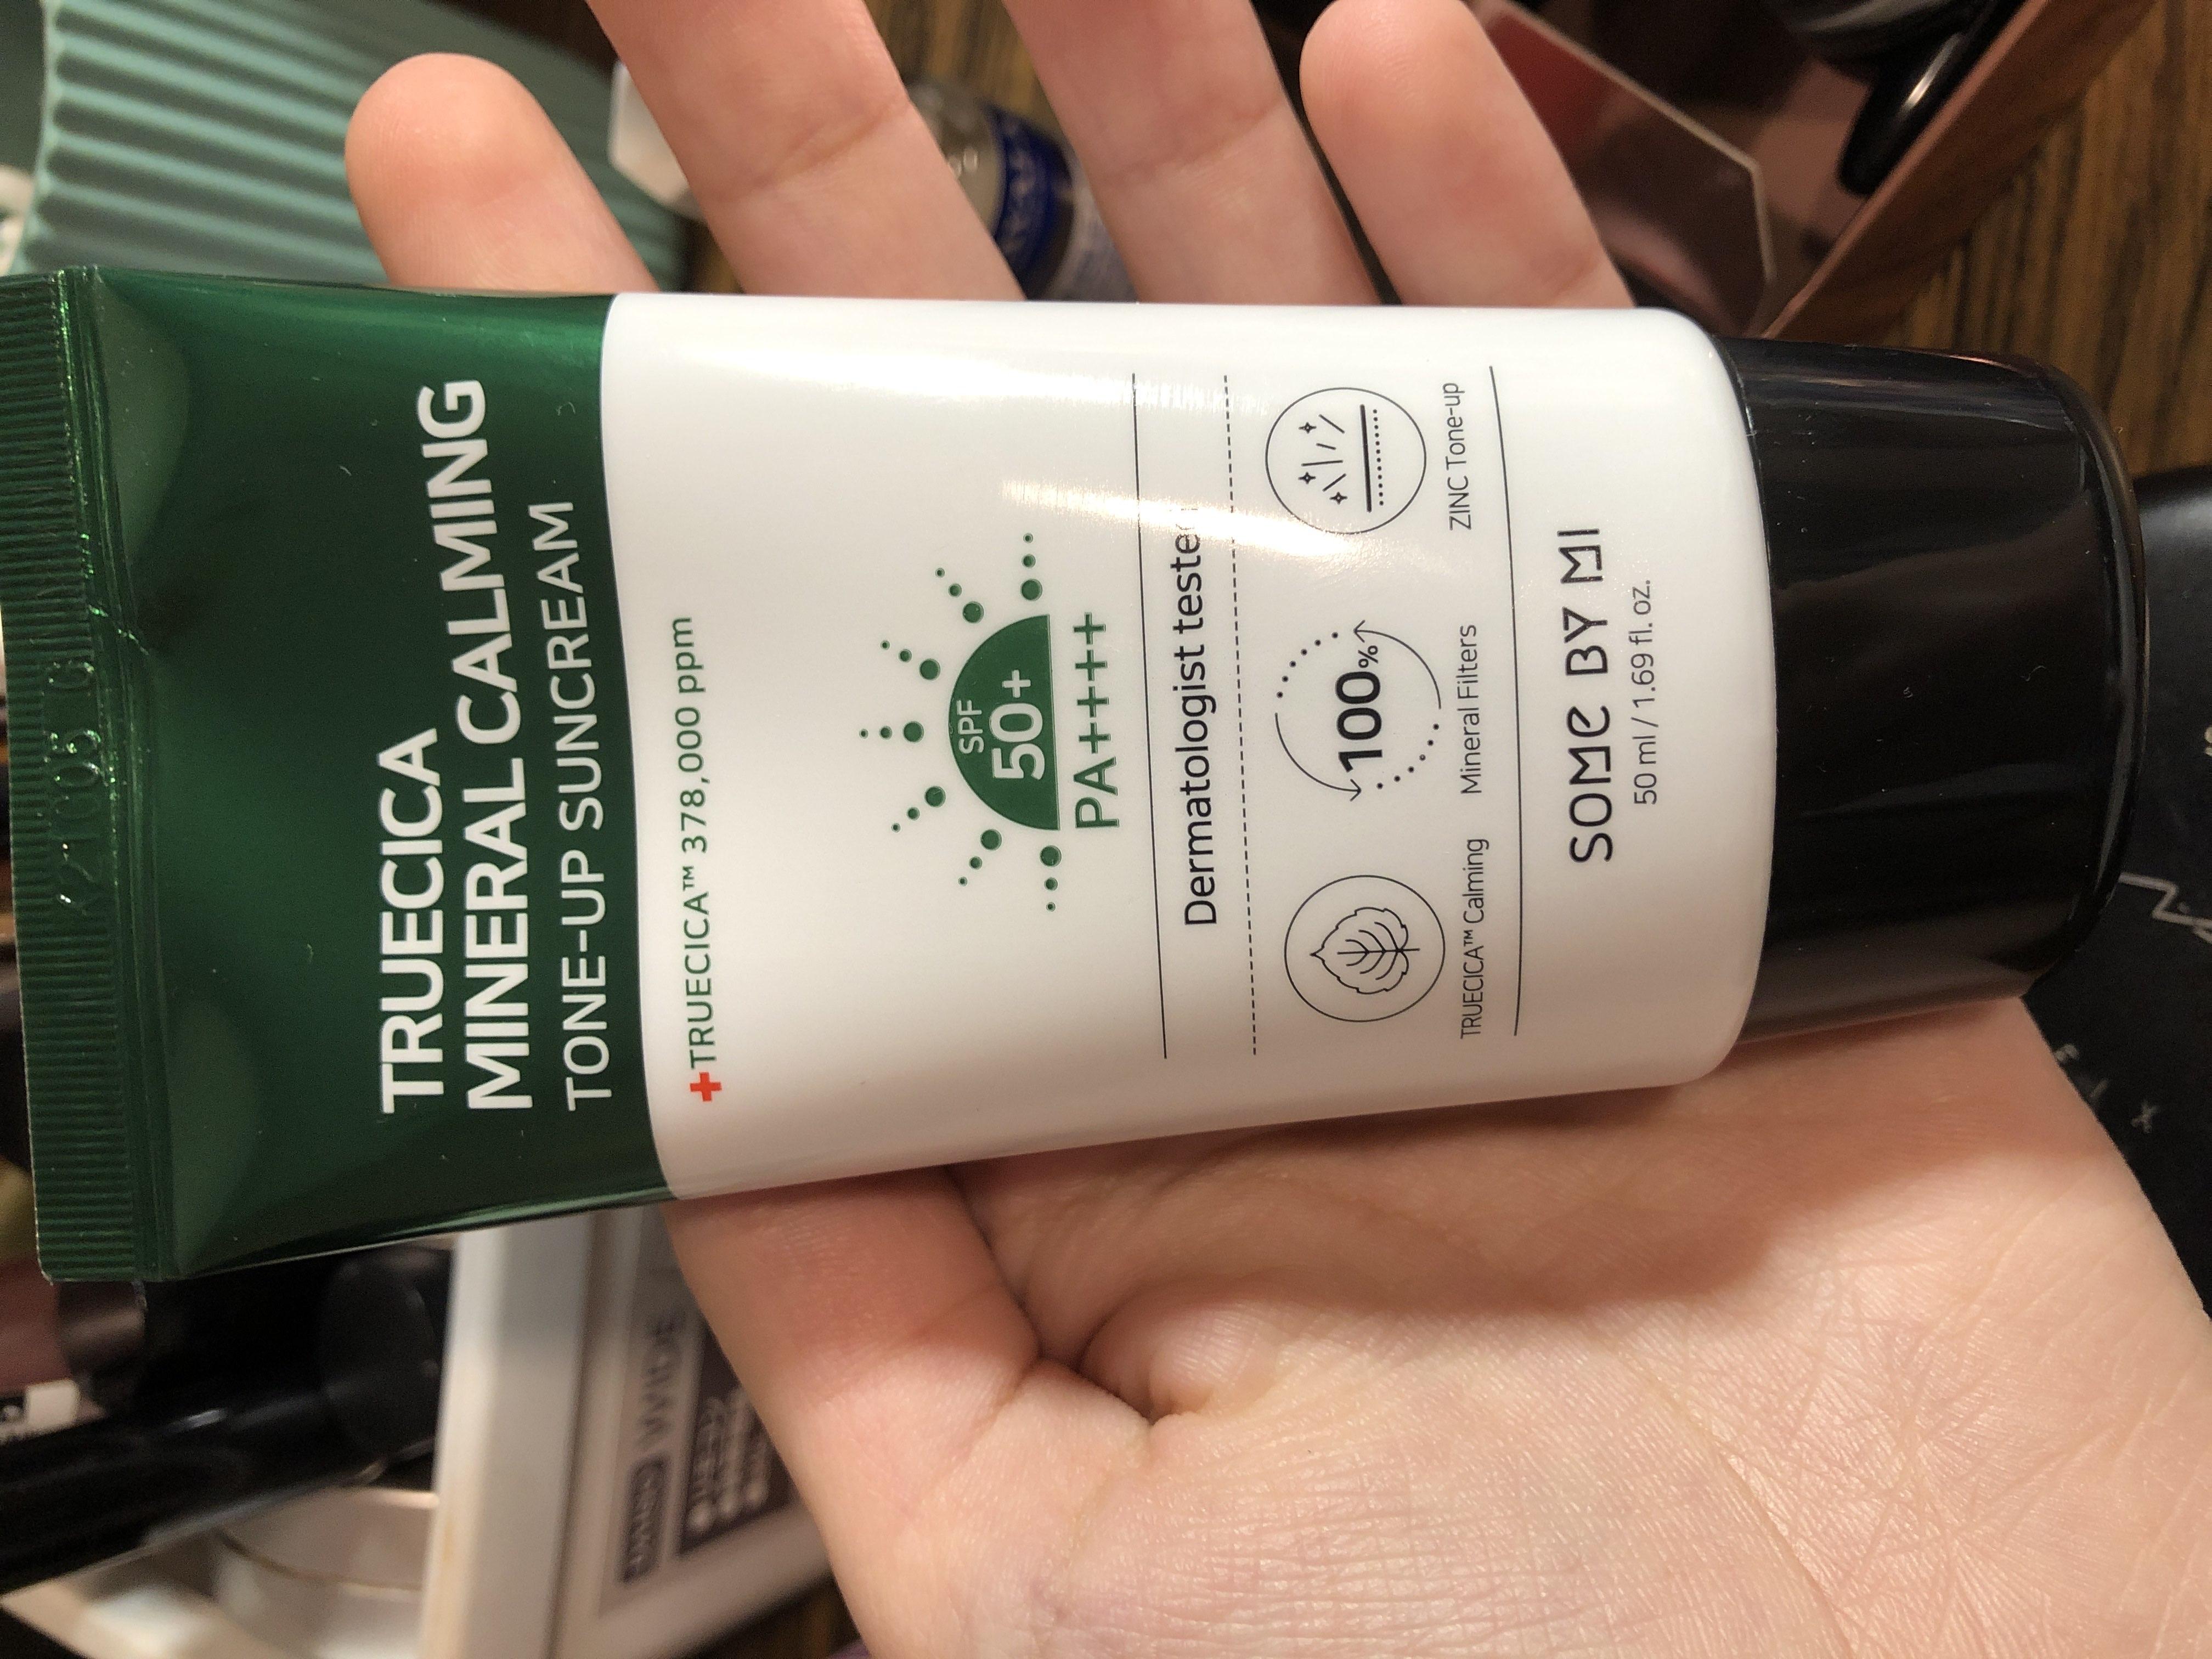 TRUECICA
MINERAL CALMING
TONE-UP SUNCREAM
TRUECICA™ 378,000 ppm
SPF
50+
PA++++
Dermatologist tested
TRUECICA™ Calming
100%
Mineral Filters
ZINC Tone-up
SOME BY MI
50 ml / 1.69 fl. oz.
WIDE